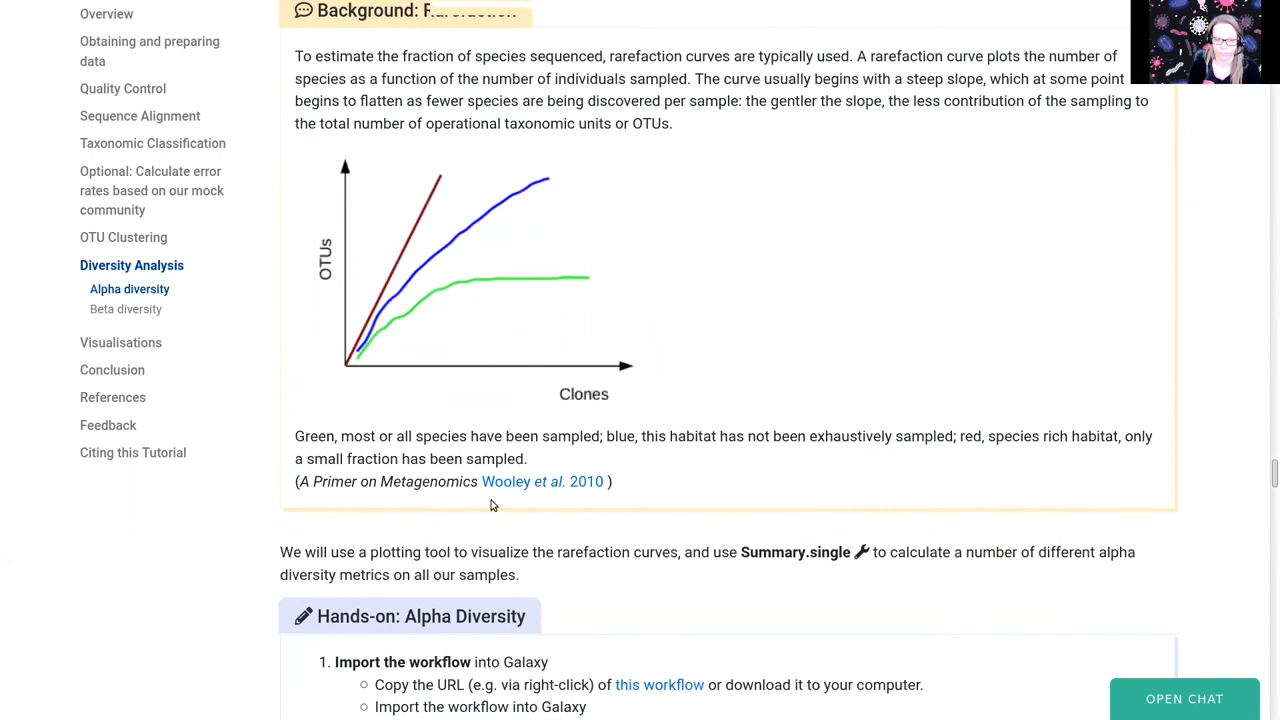 Overview
Obtaining and preparing
data
Quality Control
Sequence Alignment
Taxonomic Classification
Optional: Calculate error
rates based on our mock
community
OTU Clustering
Diversity Analysis
Alpha diversity
Beta diversity
Visualisations
Conclusion
References
Feedback
Citing this Tutorial
Background:
To estimate the fraction of species sequenced, rarefaction curves are typically used. A rarefaction curve plots the number of
species as a function of the number of individuals sampled. The curve usually begins with a steep slope, which at some point
begins to flatten as fewer species are being discovered per sample: the gentler the slope, the less contribution of the sampling to
the total number of operational taxonomic units or OTUs.
OTUs
Clones
Green, most or all species have been sampled; blue, this habitat has not been exhaustively sampled; red, species rich habitat, only
a small fraction has been sampled.
(A Primer on Metagenomics Wooley et al. 2010 )
We will use a plotting tool to visualize the rarefaction curves, and use Summary.single to calculate a number of different alpha
diversity metrics on all our samples.
Hands-on: Alpha Diversity
1. Import the workflow into Galaxy
○ Copy the URL (e.g. via right-click) of this workflow or download it to your computer.
○ Import the workflow into Galaxy
OPEN CHAT